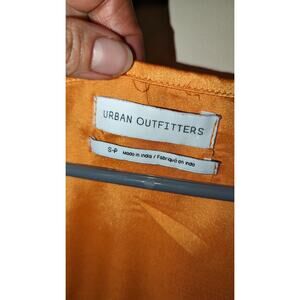 URBAN OUTFITTERS
S-P Made in India / Fabriqué en Inde